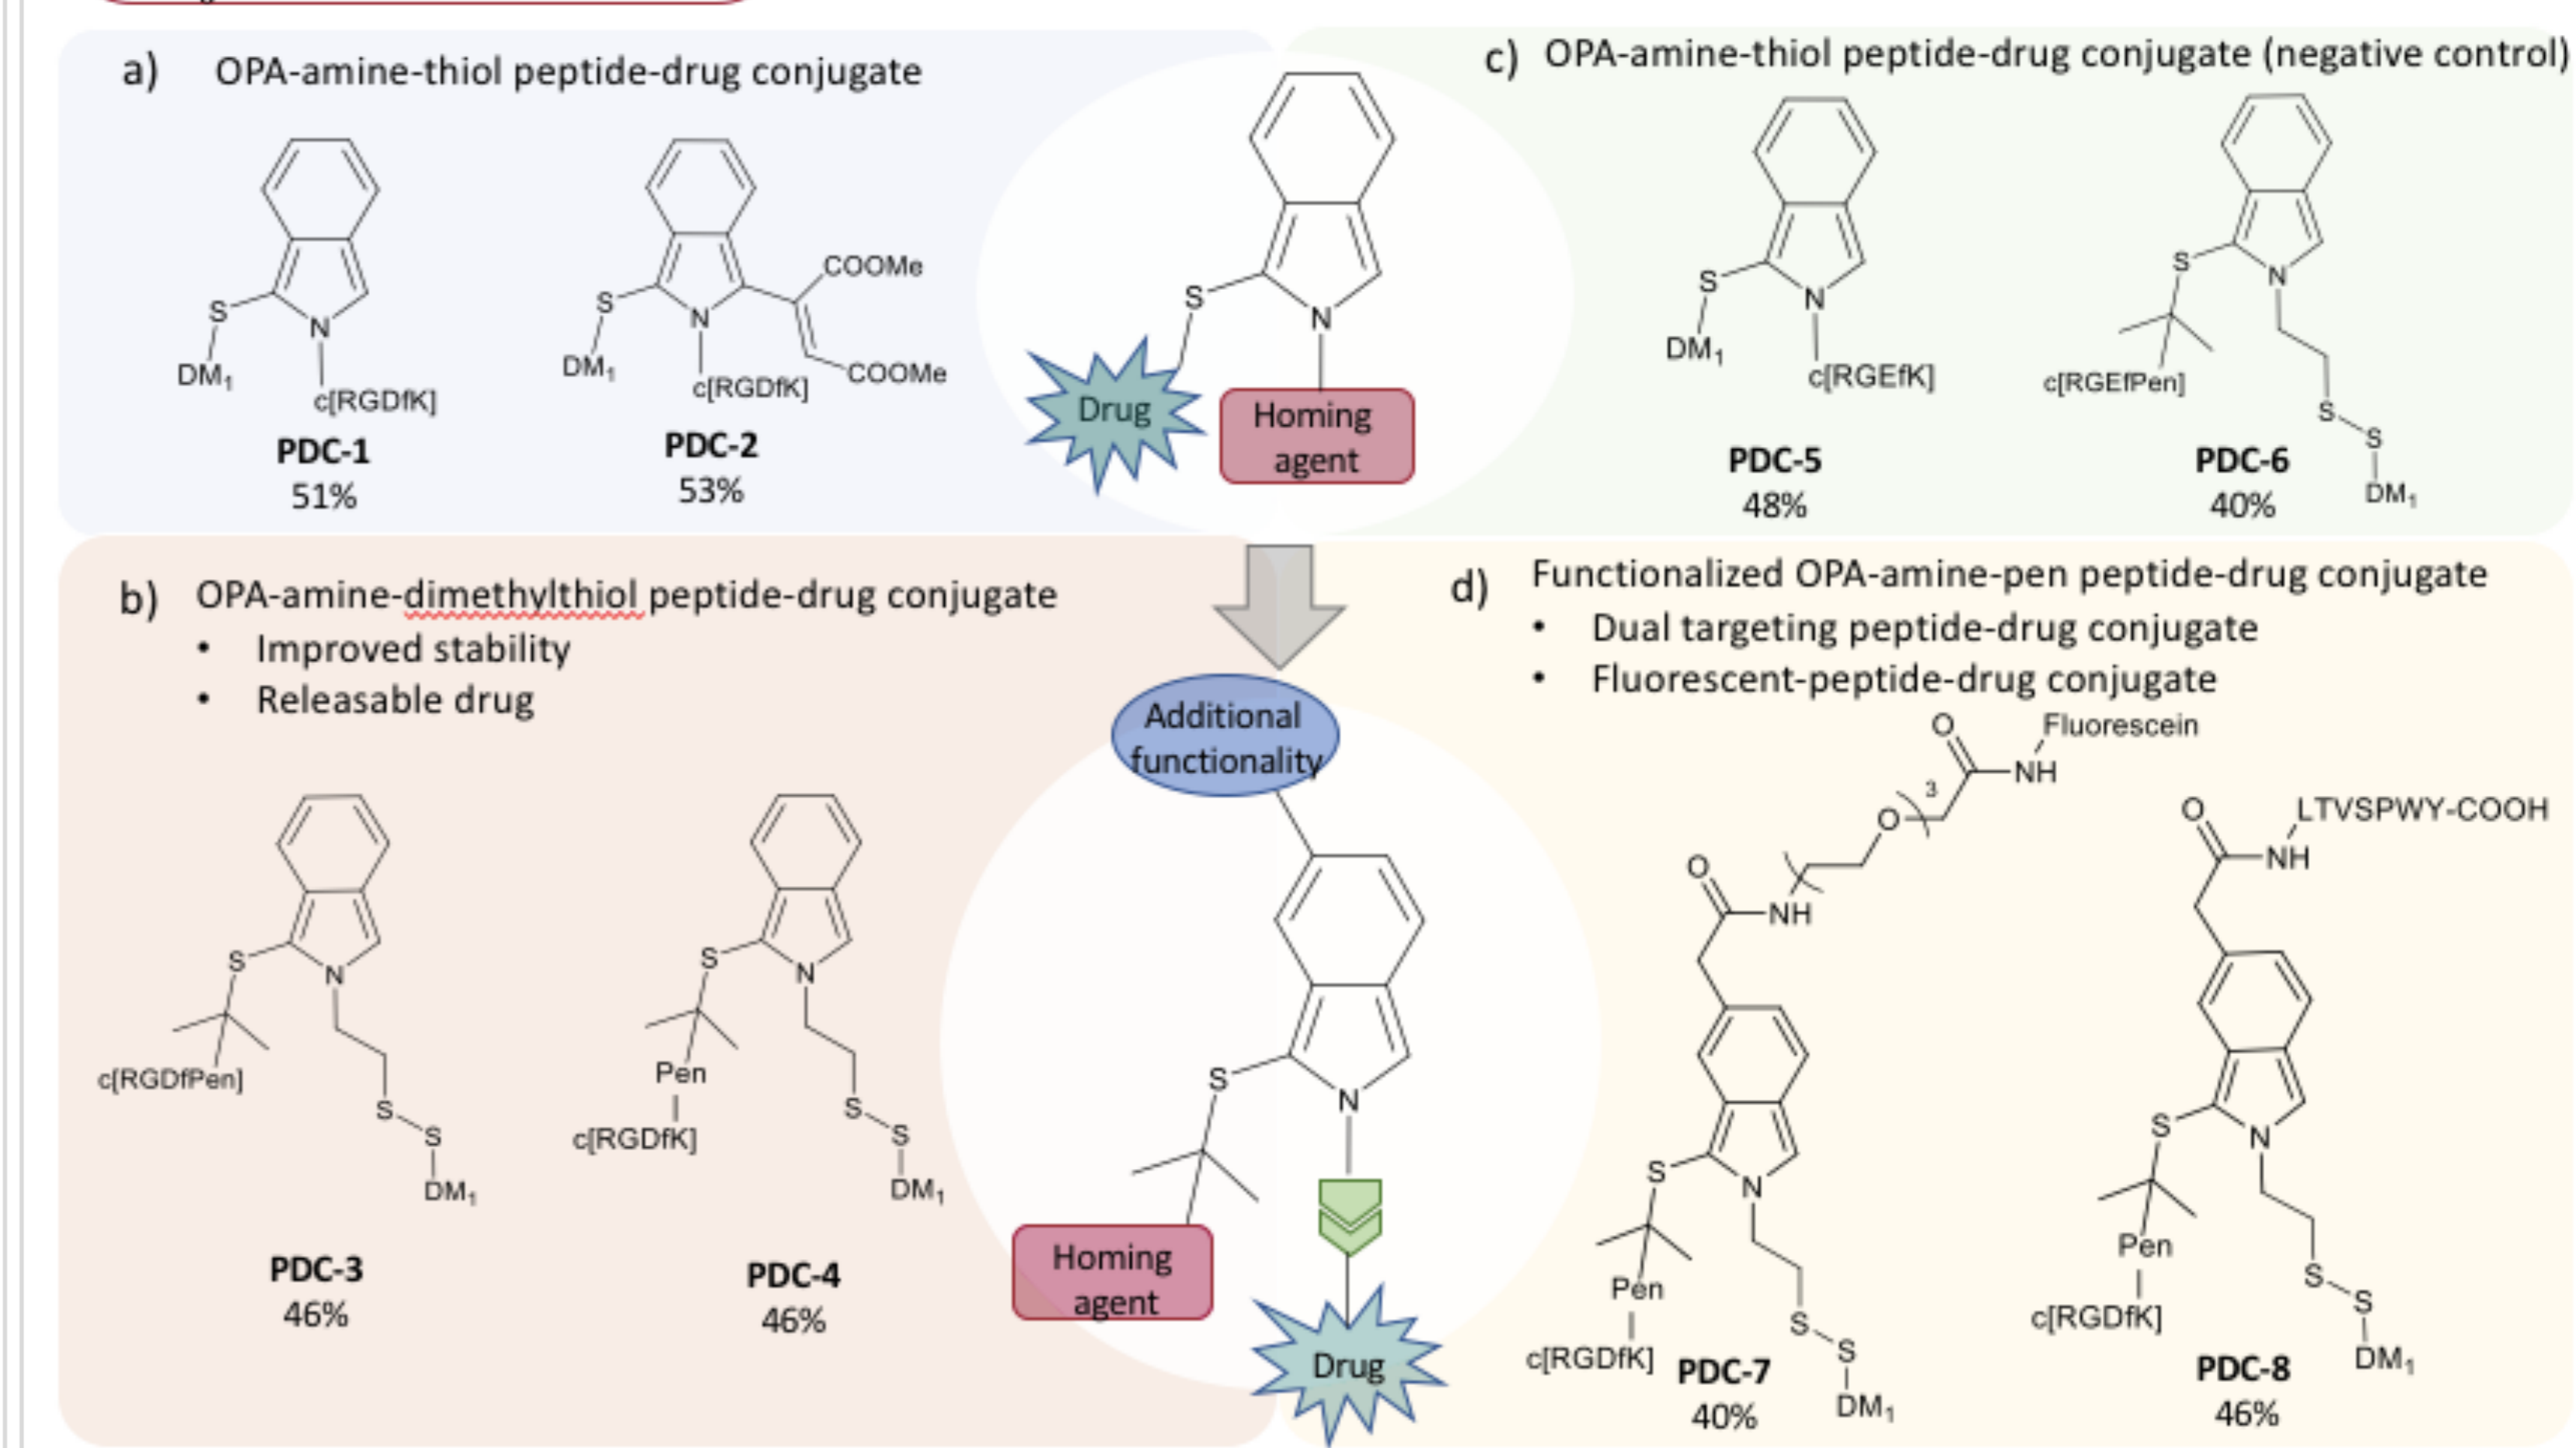 a) OPA-amine-thiol peptide-drug conjugate
S
N
DM1
c[RGDfK]
PDC-1
51%
COOMe
S
N
COOMe
DM1
c[RGDfK]
PDC-2
53%
S
N
Drug
Homing
agent
c) OPA-amine-thiol peptide-drug conjugate (negative control)
S
N
DM1
c[RGEfK]
PDC-5
48%
S
N
c[RGEfPen]
S
S
DM1
PDC-6
40%
b) OPA-amine-dimethylthiol peptide-drug conjugate
• Improved stability
• Releasable drug
S
N
c[RGDfPen]
S
S
DM1
PDC-3
46%
S
N
Pen
c[RGDfK]
S
S
DM1
PDC-4
46%
Additional
functionality
S
N
Homing
agent
Drug
d) Functionalized OPA-amine-pen peptide-drug conjugate
• Dual targeting peptide-drug conjugate
• Fluorescent-peptide-drug conjugate
O
Fluorescein
NH
3
O
O
NH
S
N
Pen
c[RGDfK]
S
S
DM1
PDC-7
40%
O
LTVSPWY-COOH
NH
S
N
Pen
c[RGDfK]
S
S
DM1
PDC-8
46%